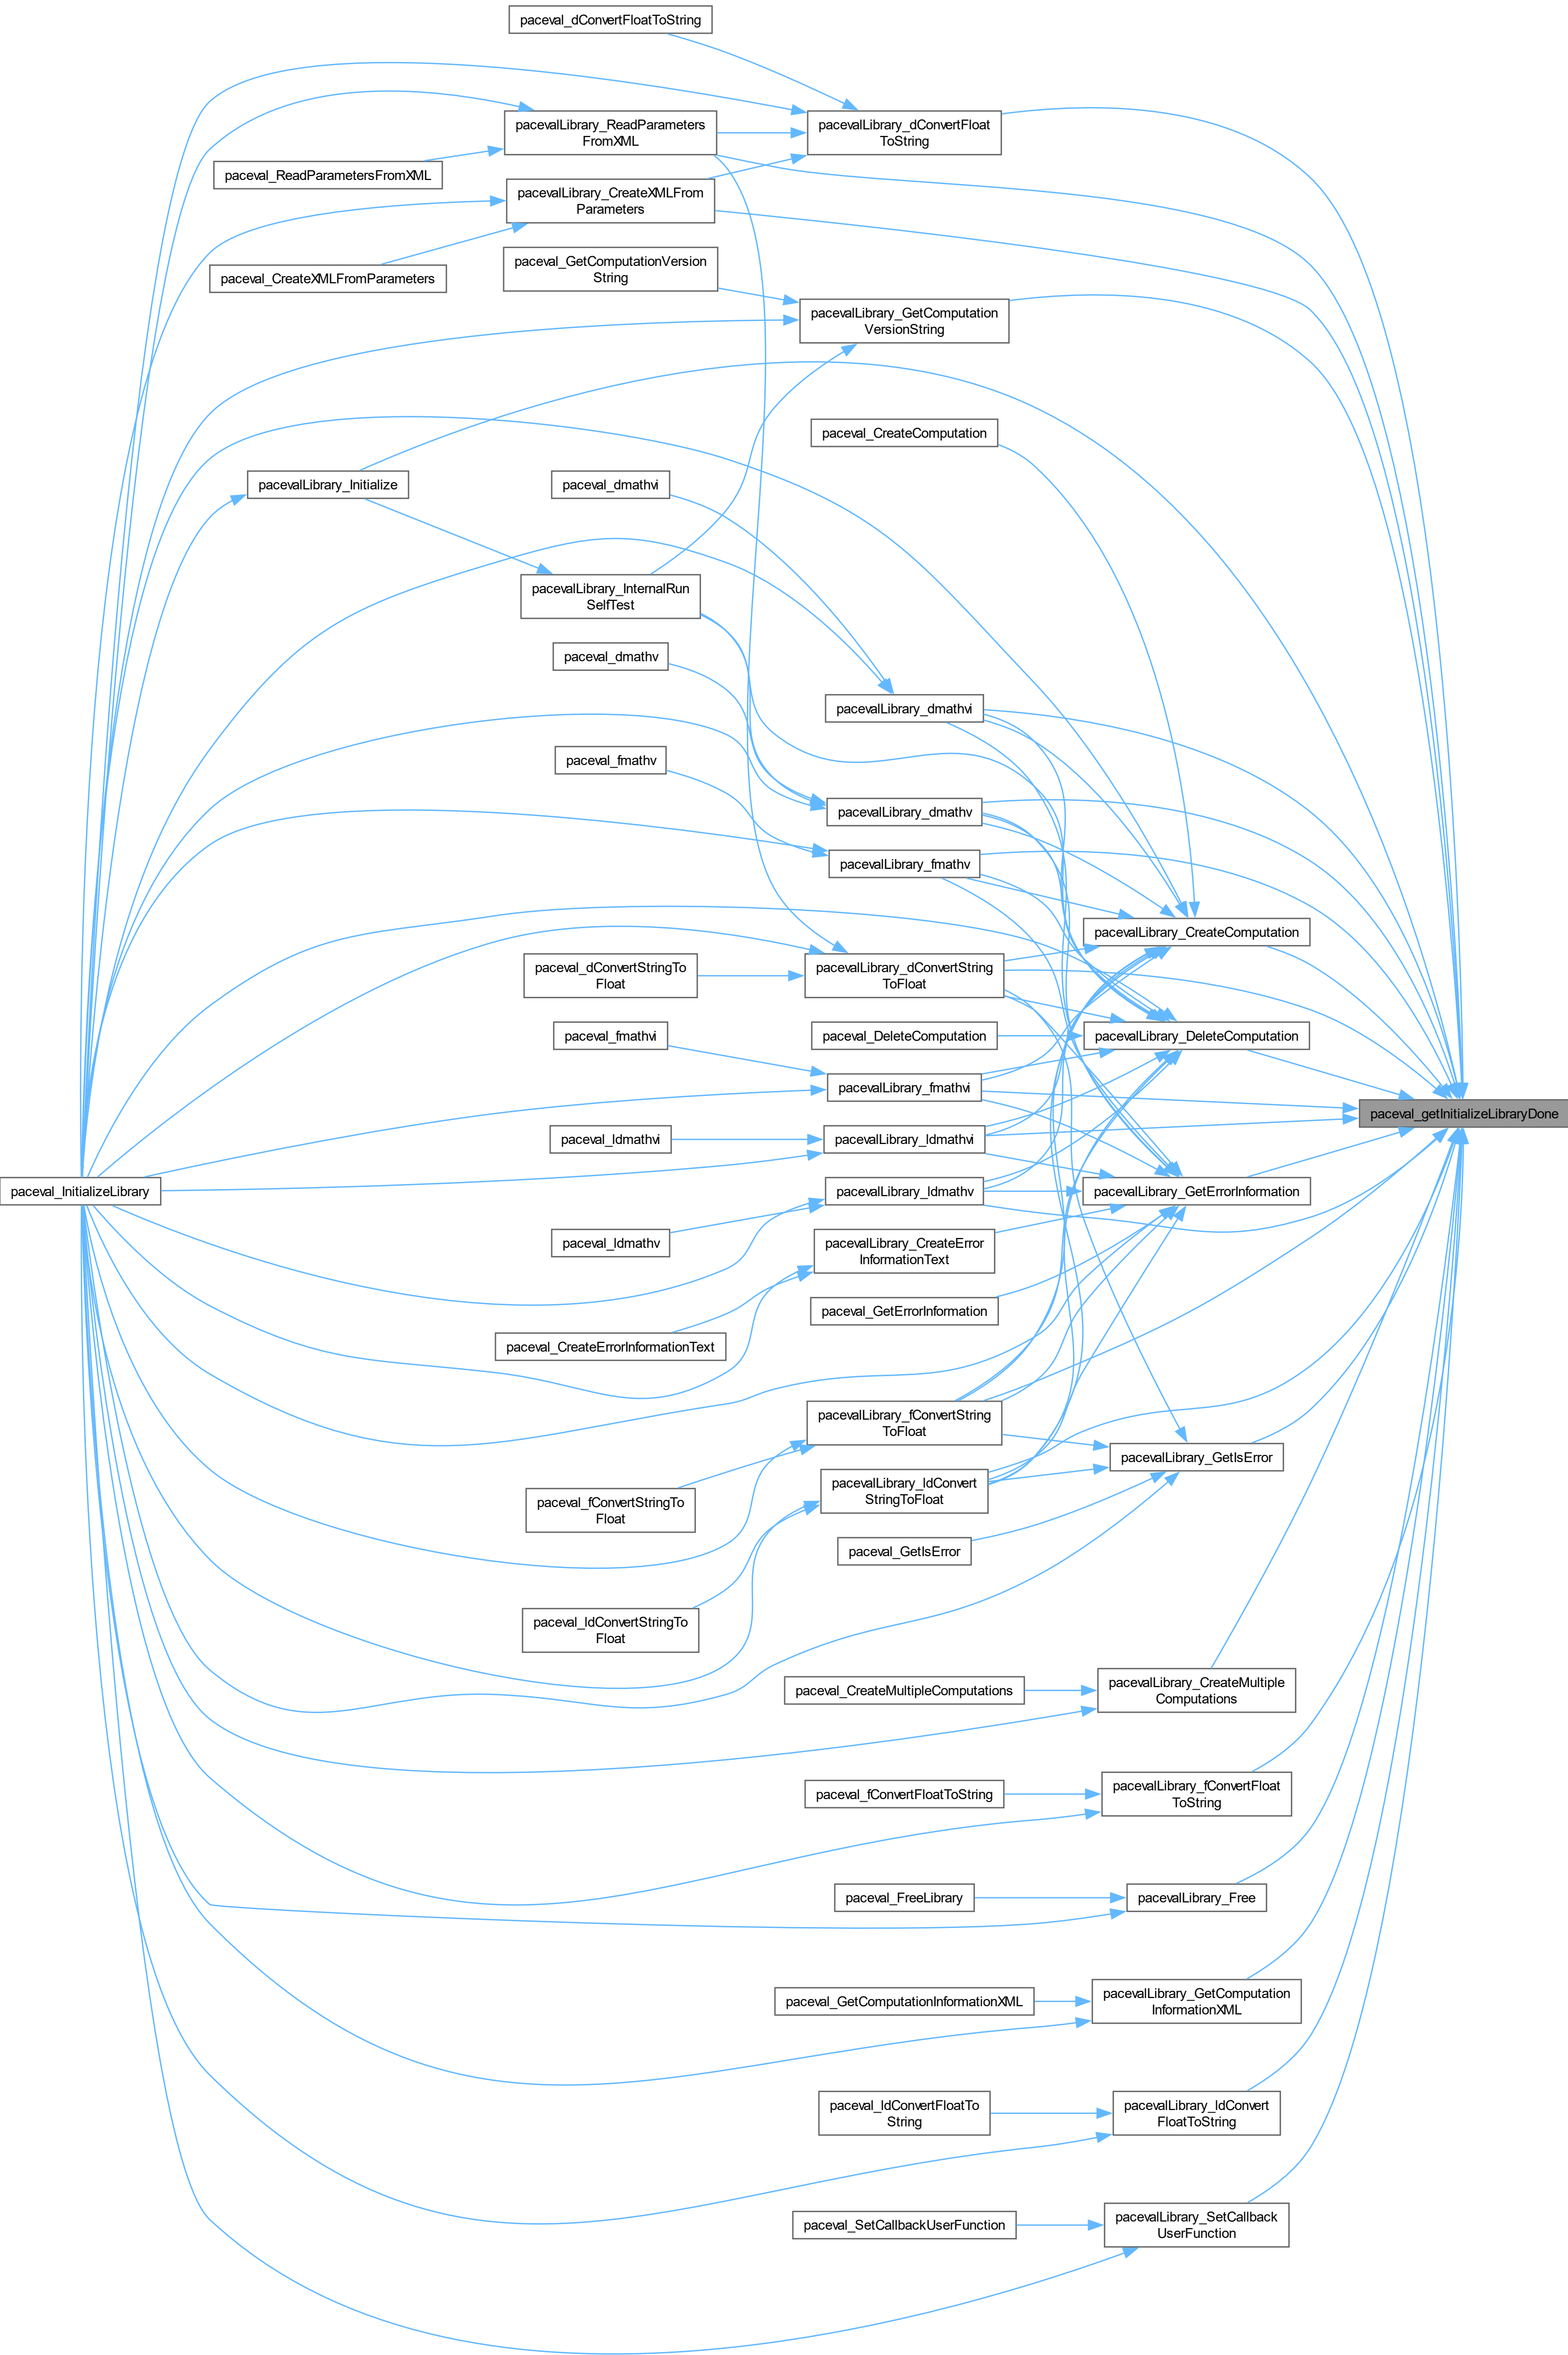 paceval_dConvertFloatToString
pacevalLibrary_ReadParameters
FromXML
pacevalLibrary_dConvertFloat
ToString
paceval_ReadParametersFromXML
pacevalLibrary_CreateXMLFrom
Parameters
paceval_CreateXMLFromParameters
paceval_GetComputationVersion
String
pacevalLibrary_GetComputation
VersionString
paceval_CreateComputation
pacevalLibrary_Initialize
paceval_dmathvi
pacevalLibrary_InternalRun
SelfTest
paceval_dmathv
pacevalLibrary_dmathvi
paceval_fmathv
pacevalLibrary_dmathv
pacevalLibrary_fmathv
pacevalLibrary_CreateComputation
paceval_dConvertStringTo
Float
pacevalLibrary_dConvertString
ToFloat
paceval_fmathvi
paceval_DeleteComputation
pacevalLibrary_DeleteComputation
pacevalLibrary_fmathvi
paceval_getInitializeLibraryDone
paceval_ldmathvi
pacevalLibrary_ldmathvi
paceval_InitializeLibrary
pacevalLibrary_ldmathv
pacevalLibrary_GetErrorInformation
paceval_ldmathv
pacevalLibrary_CreateError
InformationText
paceval_GetErrorInformation
paceval_CreateErrorInformationText
pacevalLibrary_fConvertString
ToFloat
pacevalLibrary_GetIsError
pacevalLibrary_ldConvert
StringToFloat
paceval_fConvertStringTo
Float
paceval_GetIsError
paceval_ldConvertStringTo
Float
paceval_CreateMultipleComputations
pacevalLibrary_CreateMultiple
Computations
paceval_fConvertFloatToString
pacevalLibrary_fConvertFloat
ToString
paceval_FreeLibrary
pacevalLibrary_Free
paceval_GetComputationInformationXML
pacevalLibrary_GetComputation
InformationXML
paceval_ldConvertFloatTo
String
pacevalLibrary_ldConvert
FloatToString
paceval_SetCallbackUserFunction
pacevalLibrary_SetCallback
UserFunction